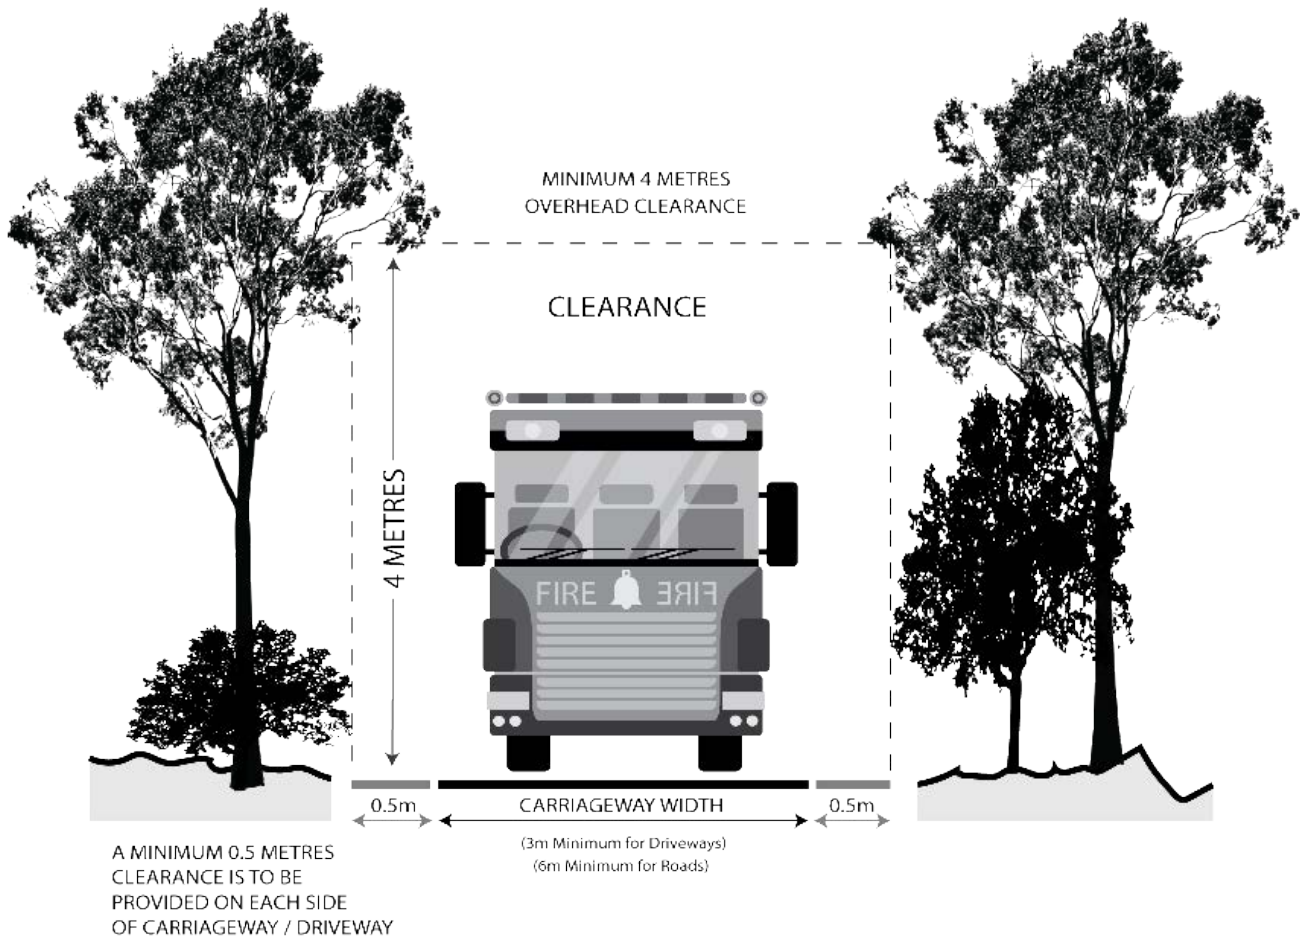 MINIMUM 4 METRES
OVERHEAD CLEARANCE
CLEARANCE
4 METRES
FIRE FIRE
0.5m
CARRIAGEWAY WIDTH
0.5m
(3m Minimum for Driveways)
(6m Minimum for Roads)
A MINIMUM 0.5 METRES
CLEARANCE IS TO BE
PROVIDED ON EACH SIDE
OF CARRIAGEWAY / DRIVEWAY